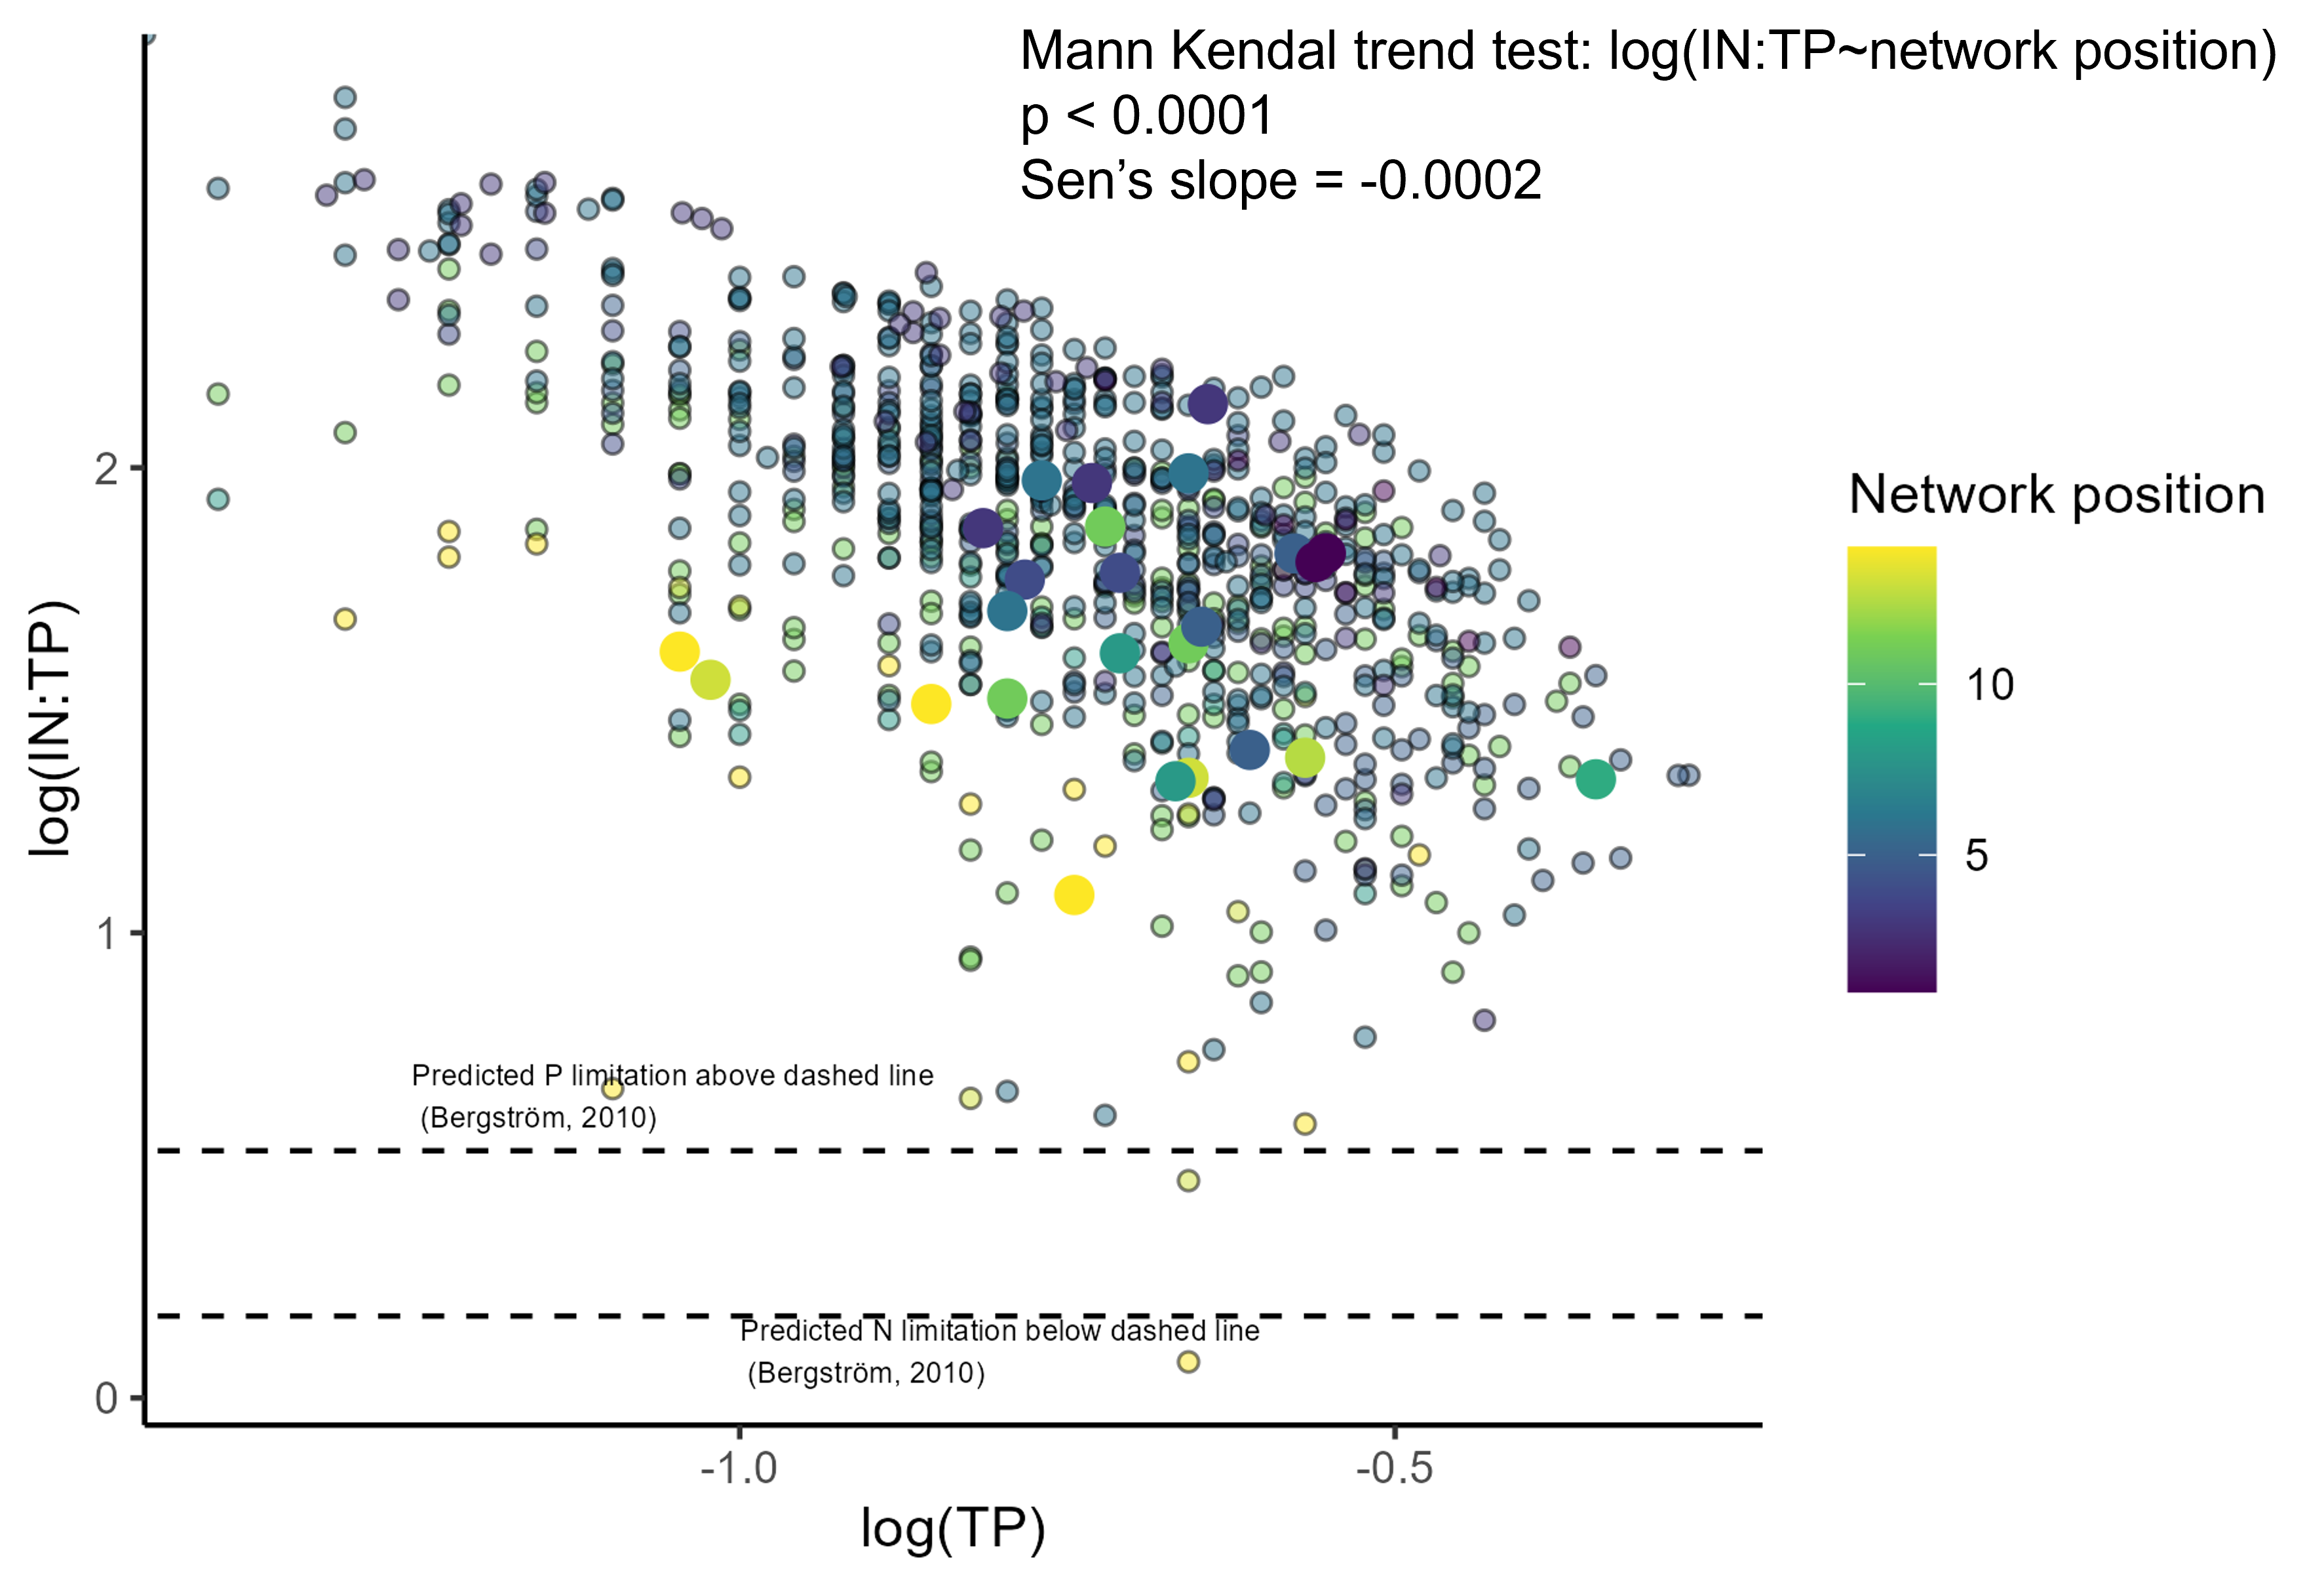 Mann Kendal trend test: log(IN:TP~network position)
p < 0.0001
Sen’s slope = -0.0002
log(IN:TP)
2
1
0
Predicted P limitation above dashed line
(Bergström, 2010)
Predicted N limitation below dashed line
(Bergström, 2010)
-1.0
-0.5
log(TP)
Network position
10
5